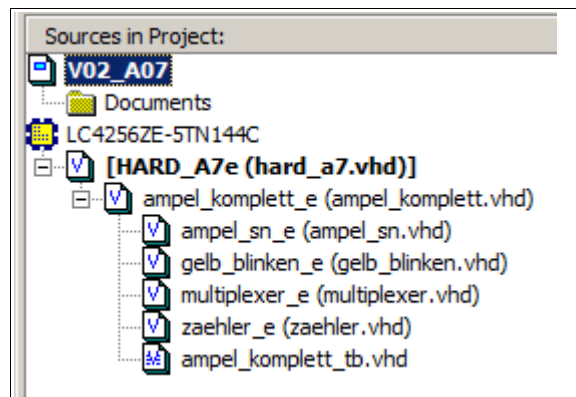 Sources in Project:
V02_A07
Documents
LC4256ZE-5TN144C
[HARD_A7e (hard_a7.vhd)]
ampel_komplett_e (ampel_komplett.vhd)
ampel_sn_e (ampel_sn.vhd)
gelb_blinken_e (gelb_blinken.vhd)
multiplexer_e (multiplexer.vhd)
zaehler_e (zaehler.vhd)
ampel_komplett_tb.vhd